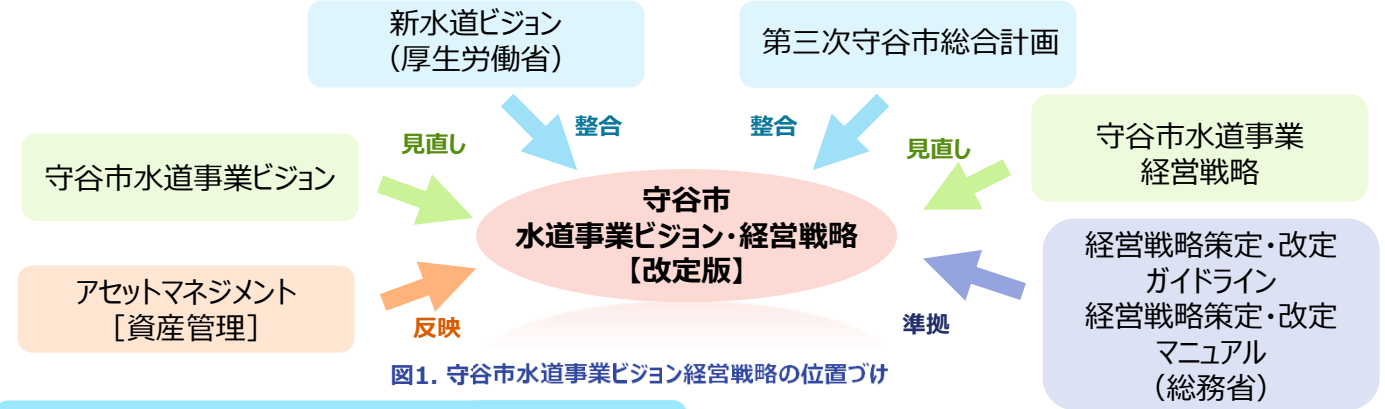 新水道ビジョン
（厚生労働省）
第三次守谷市総合計画
整合
整合
見直し
見直し
守谷市水道事業ビジョン
守谷市水道事業
経営戦略
守谷市
水道事業ビジョン・経営戦略
【改定版】
アセットマネジメント
［資産管理］
反映
準拠
経営戦略策定・改定
ガイドライン
経営戦略策定・改定
マニュアル
（総務省）
図1. 守谷市水道事業ビジョン経営戦略の位置づけ